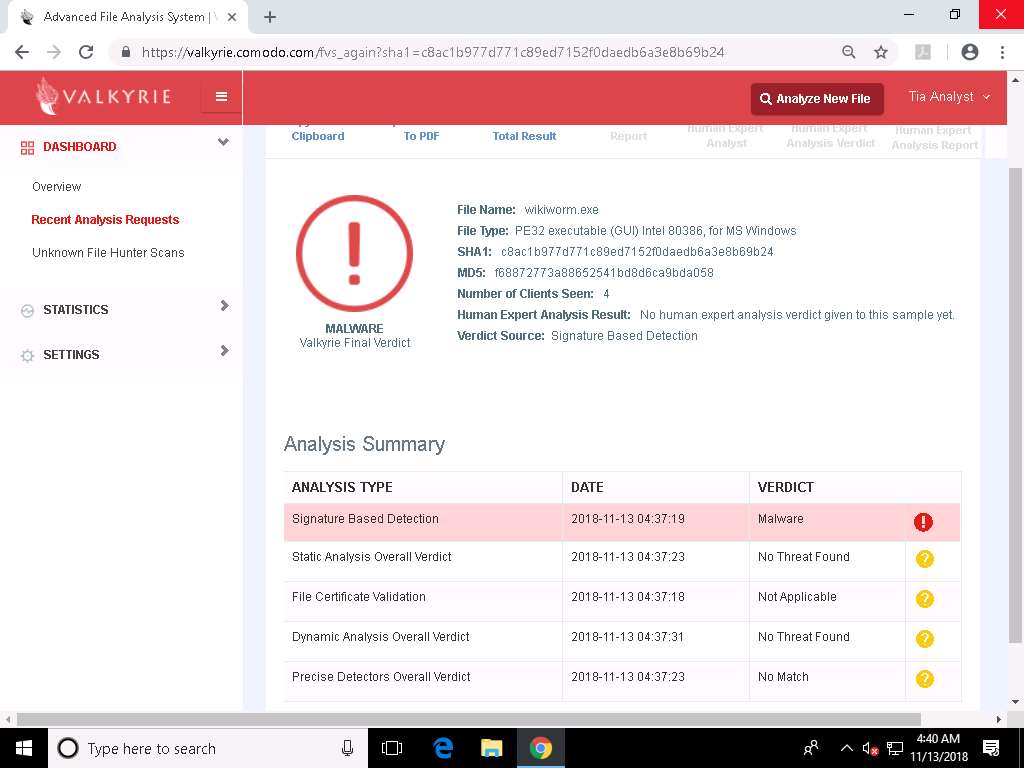 Advanced File Analysis System |
https://valkyrie.comodo.com/fvs_again?sha1=c8ac1b977d771c89ed7152f0daedb6a3e8b69b24
VALKYRIE
Analyze New File
Tia Analyst
Clipboard
To PDF
Total Result
Report
Human Expert
Analyst
Human Expert
Analysis Verdict
Human Expert
Analysis Report
DASHBOARD
Overview
Recent Analysis Requests
Unknown File Hunter Scans
STATISTICS
SETTINGS
MALWARE
Valkyrie Final Verdict
File Name: wikiworm.exe
File Type: PE32 executable (GUI) Intel 80386, for MS Windows
SHA1: c8ac1b977d771c89ed7152f0daedb6a3e8b69b24
MD5: f68872773a88652541bd8d6ca9bda058
Number of Clients Seen: 4
Human Expert Analysis Result: No human expert analysis verdict given to this sample yet.
Verdict Source: Signature Based Detection
Analysis Summary
ANALYSIS TYPE DATE VERDICT
Signature Based Detection 2018-11-13 04:37:19 Malware
Static Analysis Overall Verdict 2018-11-13 04:37:23 No Threat Found
File Certificate Validation 2018-11-13 04:37:18 Not Applicable
Dynamic Analysis Overall Verdict 2018-11-13 04:37:31 No Threat Found
Precise Detectors Overall Verdict 2018-11-13 04:37:23 No Match
Type here to search
4:40 AM
11/13/2018